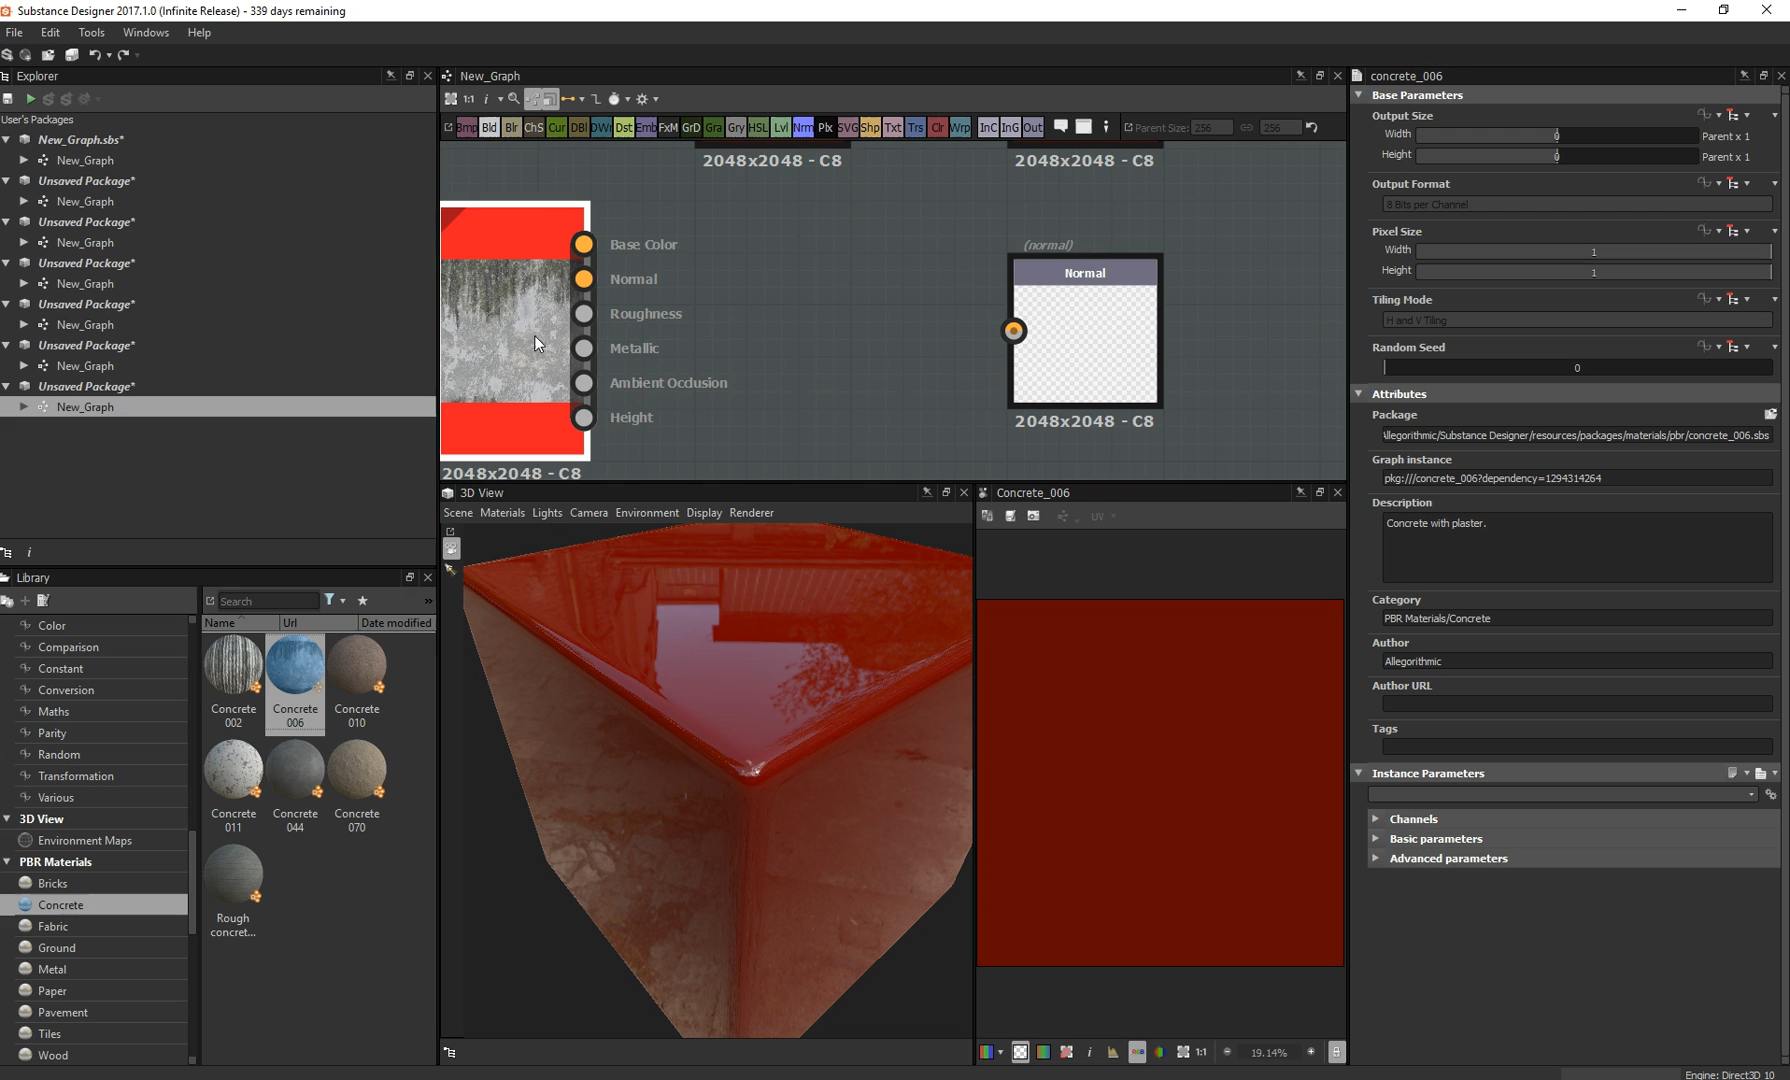 Substance Designer 2017.1.0 (Infinite Release) - 339 days remaining
File Edit Tools Windows Help
Explorer
User's Packages
New_Graph.sbs*
New_Graph
Unsaved Package*
New_Graph
Unsaved Package*
New_Graph
Unsaved Package*
New_Graph
Unsaved Package*
New_Graph
Unsaved Package*
New_Graph
Unsaved Package*
New_Graph
Library
Search
Color
Comparison
Constant
Conversion
Maths
Parity
Random
Transformation
Various
3D View
Environment Maps
PBR Materials
Bricks
Concrete
Fabric
Ground
Metal
Paper
Pavement
Tiles
Wood
Name Url Date modified
Concrete 002
Concrete 006
Concrete 010
Concrete 011
Concrete 044
Concrete 070
Rough concret...
New_Graph
1:1
Bmp Bld Blr ChS Cur DBl DWr Dst Emb FxM GrD Gra Gry HSL Lvl Nrm Plx SVG Shp Txt Trs Clr Wrp InC InG Out
Parent Size: 256 256
2048x2048 - C8
2048x2048 - C8
Base Color
Normal
Roughness
Metallic
Ambient Occlusion
Height
2048x2048 - C8
(normal)
Normal
2048x2048 - C8
3D View
Scene Materials Lights Camera Environment Display Renderer
Concrete_006
UV
RGB
1:1
19.14%
concrete_006
Base Parameters
Output Size
Width 0 Parent x 1
Height 0 Parent x 1
Output Format
8 Bits per Channel
Pixel Size
Width 1
Height 1
Tiling Mode
H and V Tiling
Random Seed
0
Attributes
Package
llegorithmic/Substance Designer/resources/packages/materials/pbr/concrete_006.sbs
Graph instance
pkg:///concrete_006?dependency=1294314264
Description
Concrete with plaster.
Category
PBR Materials/Concrete
Author
Allegorithmic
Author URL
Tags
Instance Parameters
Channels
Basic parameters
Advanced parameters
Engine: Direct3D 10